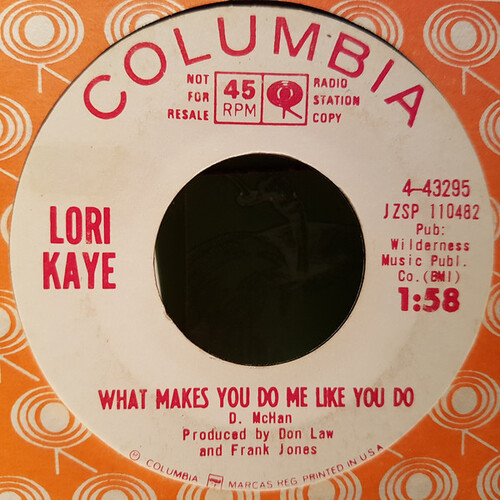 COLUMBIA
NOT FOR RESALE
45 RPM
RADIO STATION COPY
4-43295
JZSP 110482
Pub:
Wilderness
Music Publ.
Co.(BMI)
1:58
LORI
KAYE
WHAT MAKES YOU DO ME LIKE YOU DO
D. McHan
Produced by Don Law
and Frank Jones
© COLUMBIA MARCAS REG. PRINTED IN U.S.A.